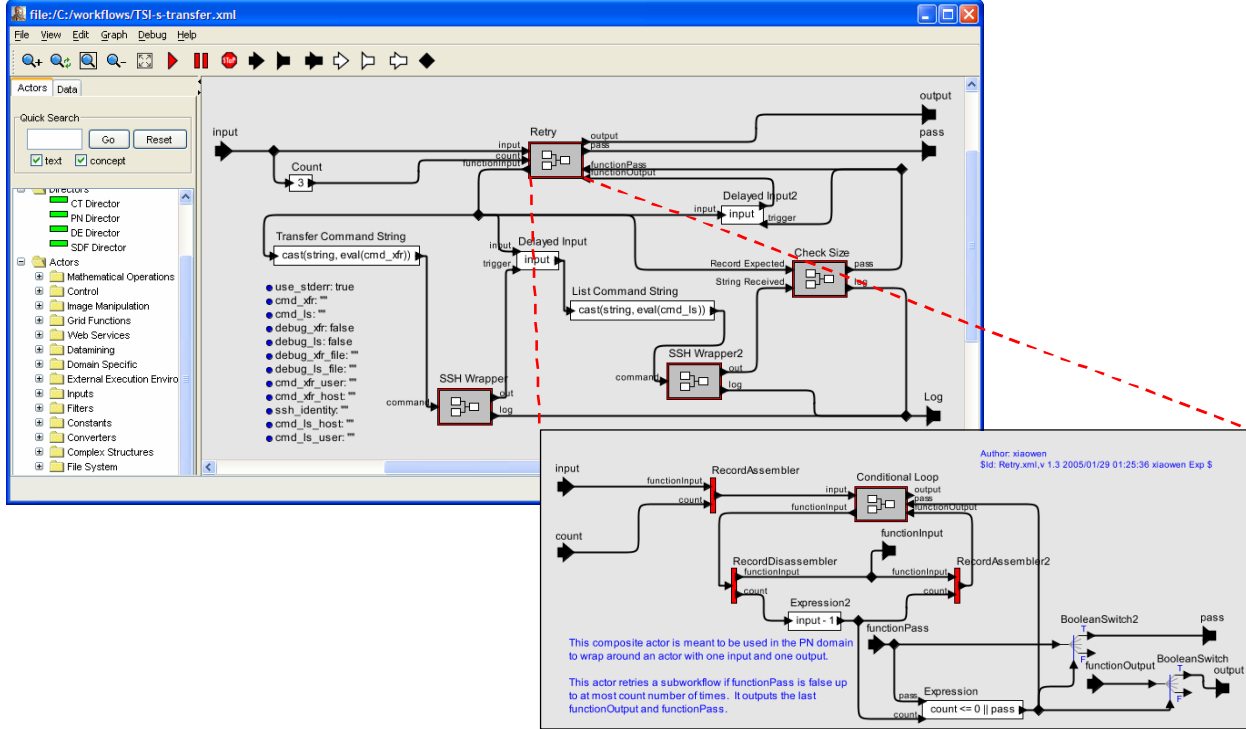 file:/C:/workflows/TSI-s-transfer.xml
File View Edit Graph Debug Help
STOP
Actors Data
Quick Search
Go Reset
text concept
Directors
CT Director
PN Director
DE Director
SDF Director
Actors
Mathematical Operations
Control
Image Manipulation
Grid Functions
Web Services
Datamining
Domain Specific
External Execution Enviro
Inputs
Filters
Constants
Converters
Complex Structures
File System
input
Count
3
Retry
input
count
functionInput
output
pass
functionPass
functionOutput
output
pass
Delayed Input2
input
input
trigger
Transfer Command String
cast(string, eval(cmd_xfr))
Delayed Input
input
trigger
input
Check Size
Record Expected
String Received
pass
log
List Command String
cast(string, eval(cmd_ls))
use_stderr: true
cmd_xfr: ""
cmd_ls: ""
debug_xfr: false
debug_ls: false
debug_xfr_file: ""
debug_ls_file: ""
cmd_xfr_user: ""
cmd_xfr_host: ""
ssh_identity: ""
cmd_ls_host: ""
cmd_ls_user: ""
SSH Wrapper
command
out
log
SSH Wrapper2
command
out
log
Log
Author: xiaowen
$Id: Retry.xml,v 1.3 2005/01/29 01:25:36 xiaowen Exp $
input
count
RecordAssembler
functionInput
count
Conditional Loop
input
functionInput
output
pass
functionOutput
functionInput
RecordDisassembler
functionInput
count
RecordAssembler2
functionInput
count
Expression2
input - 1
functionPass
BooleanSwitch2
T
F
pass
functionOutput
BooleanSwitch
T
F
output
Expression
pass
count
count <= 0 || pass
This composite actor is meant to be used in the PN domain
to wrap around an actor with one input and one output.
This actor retries a subworkflow if functionPass is false up
to at most count number of times. It outputs the last
functionOutput and functionPass.